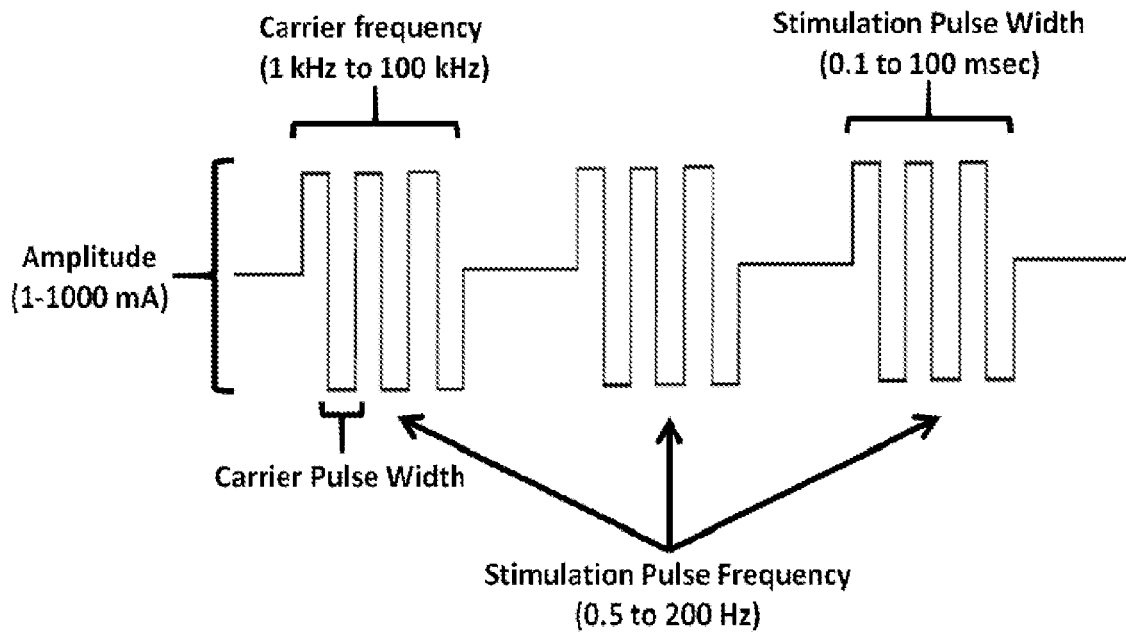 Carrier frequency
(1 kHz to 100 kHz)
Stimulation Pulse Width
(0.1 to 100 msec)
Amplitude
(1-1000 mA)
Carrier Pulse Width
Stimulation Pulse Frequency
(0.5 to 200 Hz)